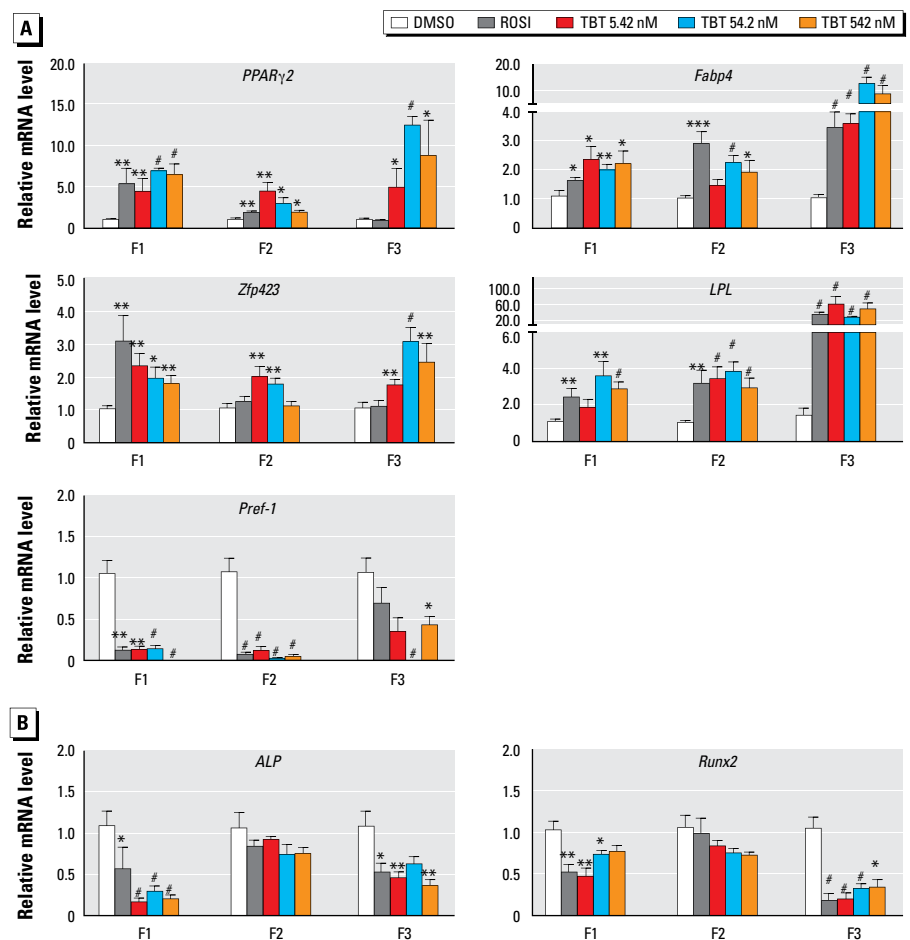 DMSO ROSI TBT 5.42 nM TBT 54.2 nM TBT 542 nM
A
PPARγ2
Relative mRNA level
20.0
15.0
10.0
5.0
0
** ** # #
** ** * *
* # *
F1 F2 F3
Fabp4
20.0
10.0
4.0
3.0
2.0
1.0
0
* * ** *
*** # *
# # # #
F1 F2 F3
Zfp423
Relative mRNA level
5.0
4.0
3.0
2.0
1.0
0
** ** * **
** **
** # **
F1 F2 F3
LPL
100.0
60.0
20.0
6.0
4.0
2.0
0
** ** #
** # # #
# # # #
F1 F2 F3
Pref-1
Relative mRNA level
2.0
1.5
1.0
0.5
0
** ** # #
# # # #
# *
F1 F2 F3
B
ALP
Relative mRNA level
2.0
1.5
1.0
0.5
0
* # # #
* ** **
F1 F2 F3
Runx2
2.0
1.5
1.0
0.5
0
** ** *
# # # *
F1 F2 F3